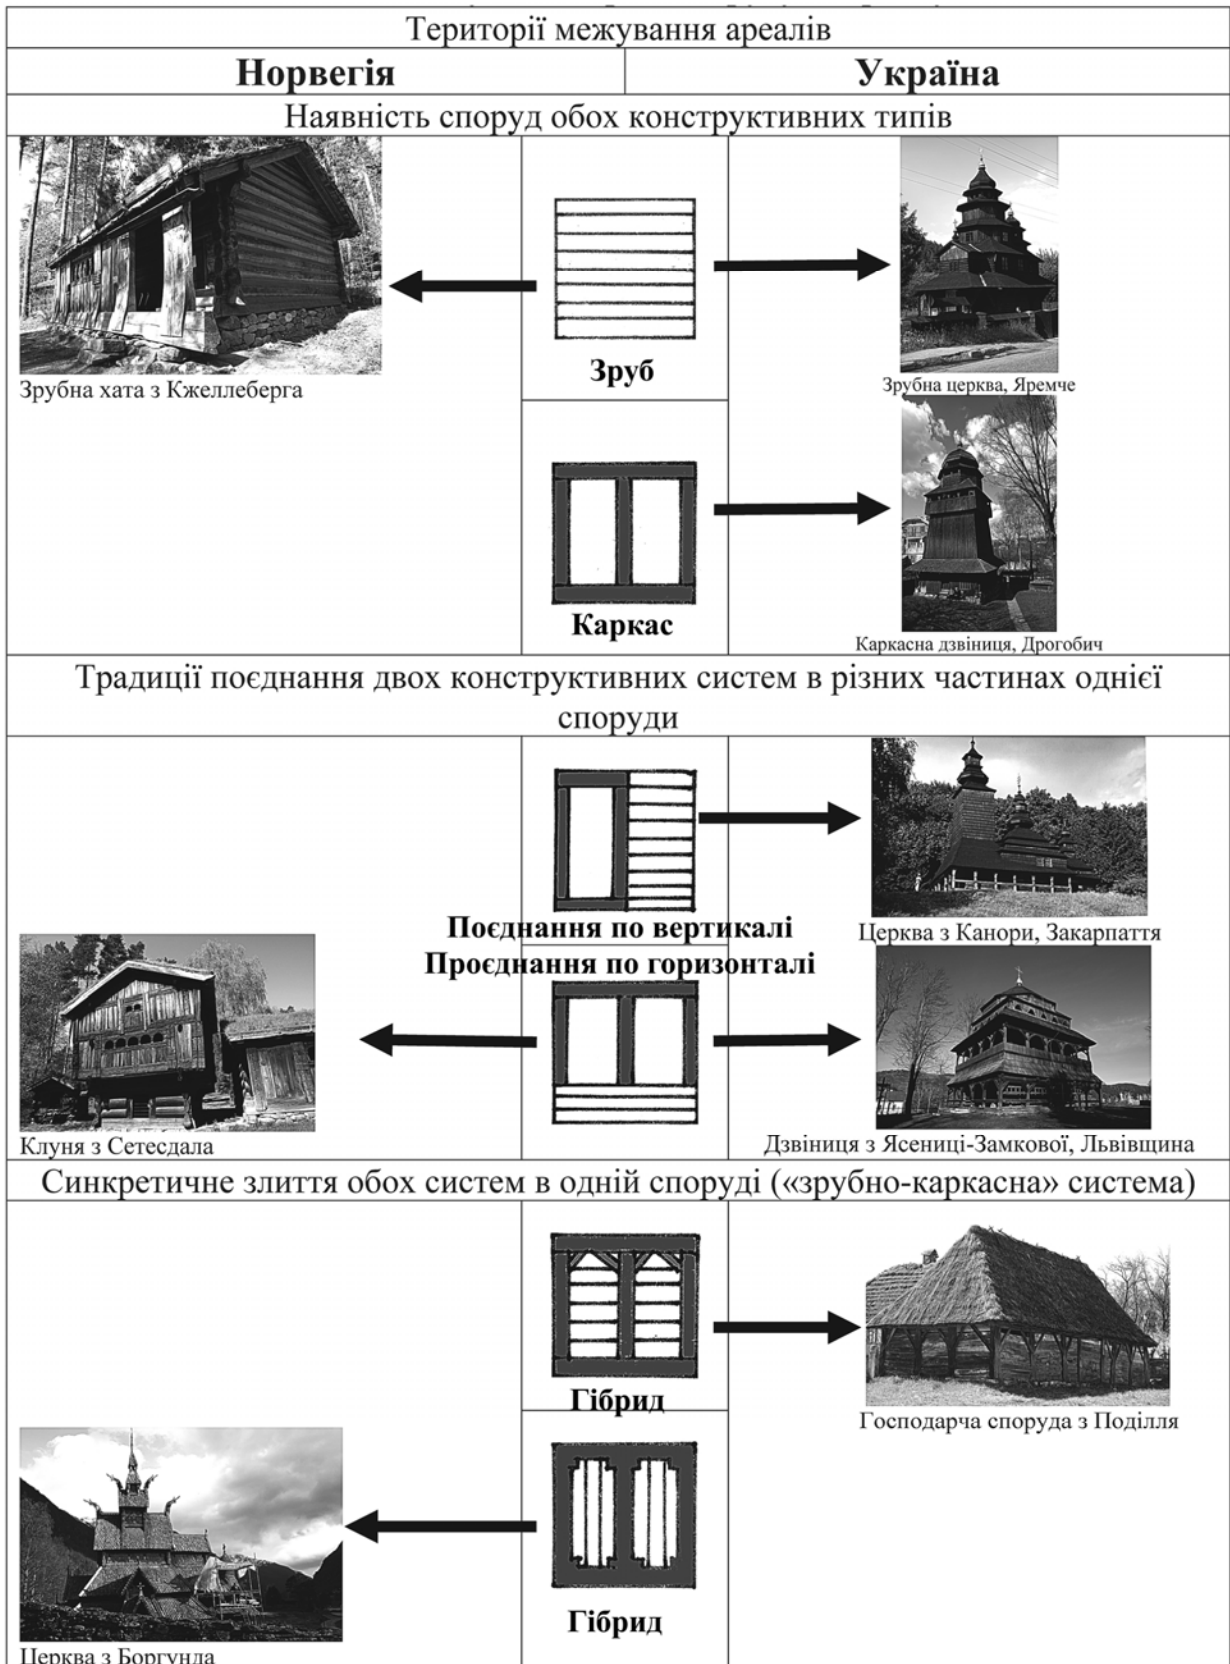 Території межування ареалів
Норвегія
Україна
Наявність споруд обох конструктивних типів
Зруб
Зрубна хата з Кжеллеберга
Зрубна церква, Яремче
Каркас
Каркасна дзвіниця, Дрогобич
Традиції поєднання двох конструктивних систем в різних частинах однієї
споруди
Поєднання по вертикалі
Церква з Канори, Закарпаття
Проєднання по горизонталі
Клуня з Сетесдала
Дзвіниця з Ясениці-Замкової, Львівщина
Синкретичне злиття обох систем в одній споруді («зрубно-каркасна» система)
Гібрид
Господарча споруда з Поділля
Гібрид
Церква з Боргунда